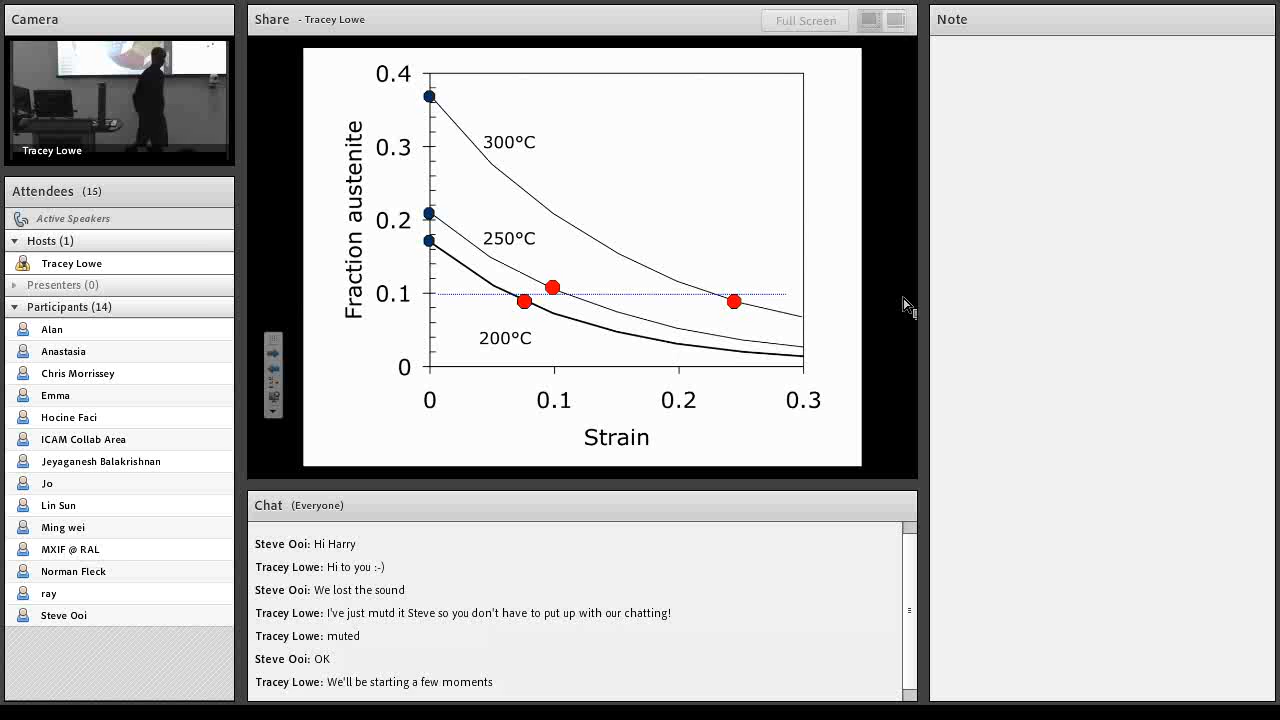 Camera
Tracey Lowe
Attendees (15)
Active Speakers
Hosts (1)
Tracey Lowe
Presenters (0)
Participants (14)
Alan
Anastasia
Chris Morrissey
Emma
Hocine Faci
ICAM Collab Area
Jeyaganesh Balakrishnan
Jo
Lin Sun
Ming wei
MXIF @ RAL
Norman Fleck
ray
Steve Ooi
Share - Tracey Lowe
Full Screen
Fraction austenite
0.4
0.3
0.2
0.1
0
300°C
250°C
200°C
0 0.1 0.2 0.3
Strain
Chat (Everyone)
Steve Ooi: Hi Harry
Tracey Lowe: Hi to you :-)
Steve Ooi: We lost the sound
Tracey Lowe: I've just mutd it Steve so you don't have to put up with our chatting!
Tracey Lowe: muted
Steve Ooi: OK
Tracey Lowe: We'll be starting a few moments
Note